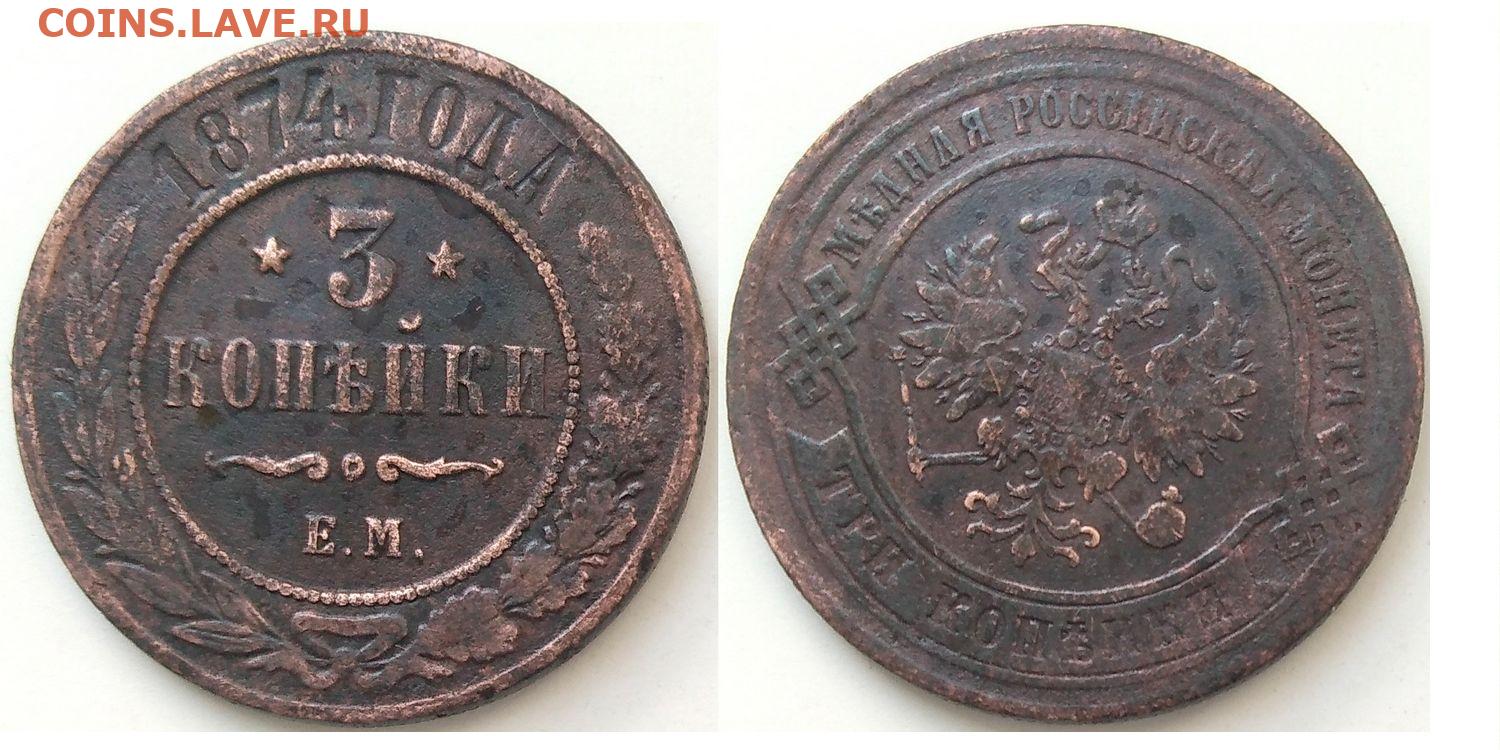 COINS.LAVE.RU
1874 ГОДА
3
КОПѢЙКИ
Е.М.
МѢДНАЯ РОССІЙСКАЯ МОНЕТА
ТРИ КОПѢЙКИ